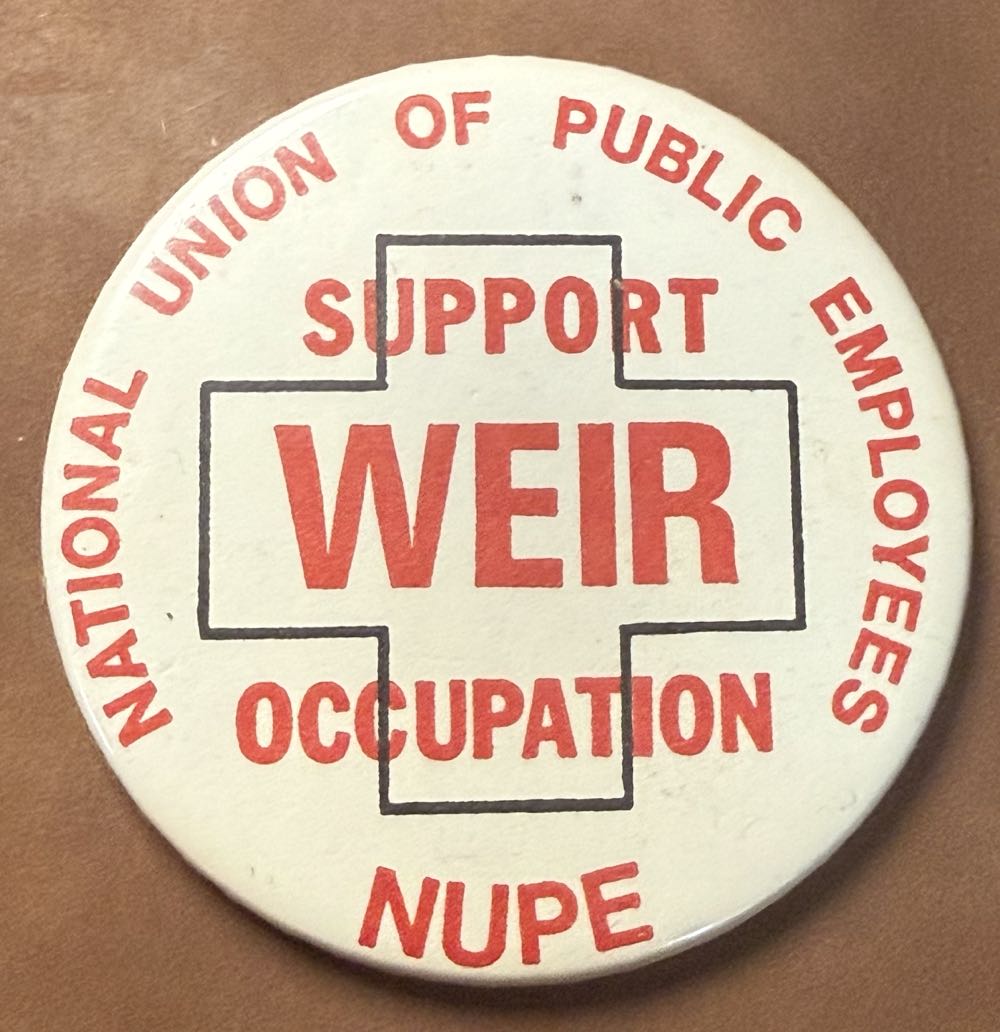 NATIONAL UNION OF PUBLIC EMPLOYEES
SUPPORT
WEIR
OCCUPATION
NUPE